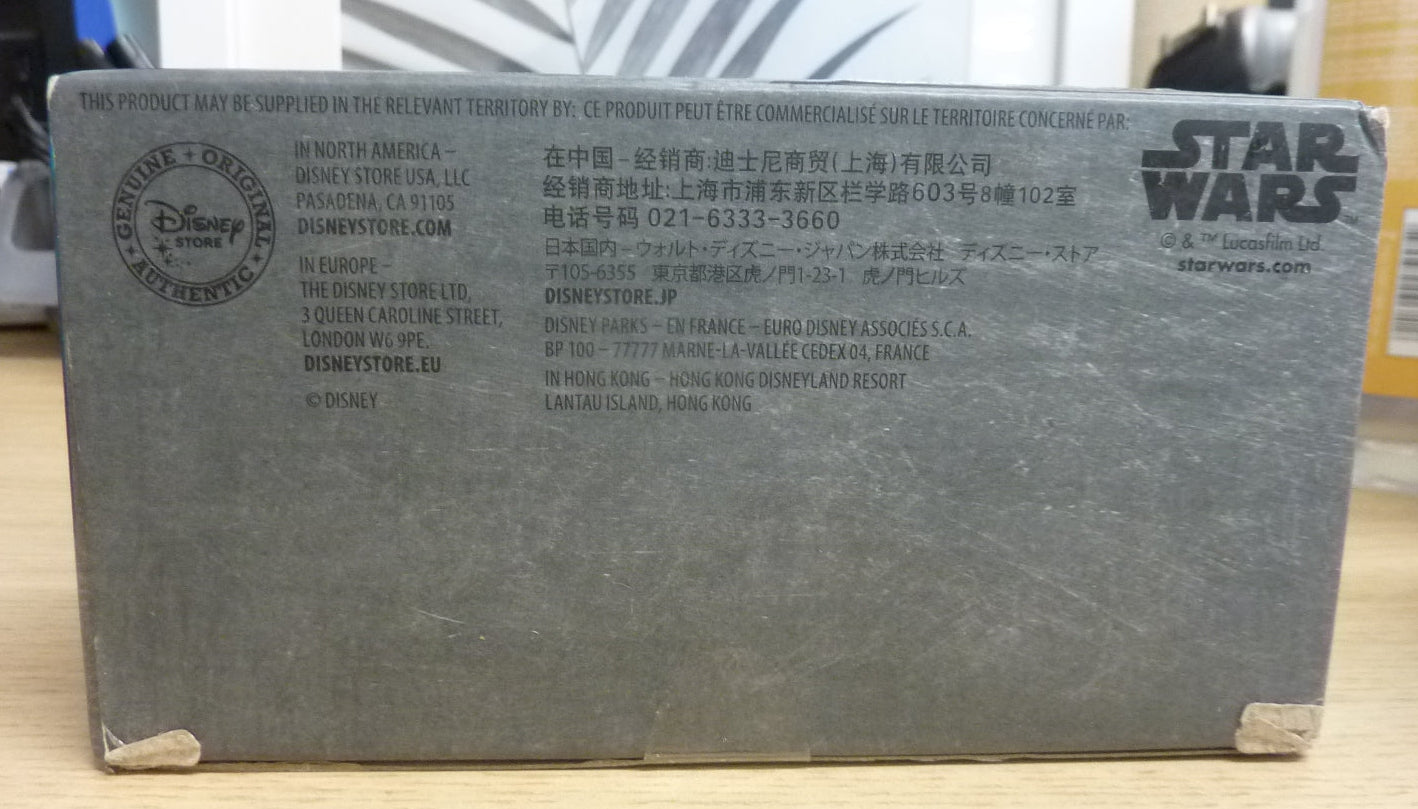 THIS PRODUCT MAY BE SUPPLIED IN THE RELEVANT TERRITORY BY: CE PRODUIT PEUT ÊTRE COMMERCIALISÉ SUR LE TERRITOIRE CONCERNÉ PAR:
GENUINE + ORIGINAL
AUTHENTIC
Disney
STORE
IN NORTH AMERICA –
DISNEY STORE USA, LLC
PASADENA, CA 91105
DISNEYSTORE.COM
IN EUROPE –
THE DISNEY STORE LTD,
3 QUEEN CAROLINE STREET,
LONDON W6 9PE.
DISNEYSTORE.EU
© DISNEY
在中国 – 经销商:迪士尼商贸(上海)有限公司
经销商地址:上海市浦东新区栏学路603号8幢102室
电话号码 021-6333-3660
日本国内 – ウォルト・ディズニー・ジャパン株式会社 ディズニー・ストア
〒105-6355 東京都港区虎ノ門1-23-1 虎ノ門ヒルズ
DISNEYSTORE.JP
DISNEY PARKS – EN FRANCE – EURO DISNEY ASSOCIÉS S.C.A.
BP 100 – 77777 MARNE-LA-VALLÉE CEDEX 04, FRANCE
IN HONG KONG – HONG KONG DISNEYLAND RESORT
LANTAU ISLAND, HONG KONG
STAR
WARS™
© & ™ Lucasfilm Ltd.
starwars.com